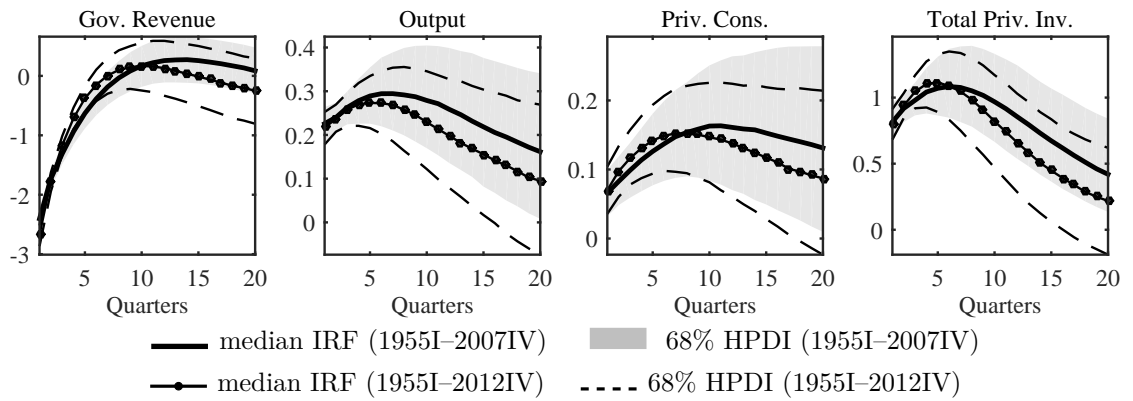 Gov. Revenue
0
-1
-2
-3
5 10 15 20
Quarters
Output
0.4
0.3
0.2
0.1
0
5 10 15 20
Quarters
Priv. Cons.
0.2
0.1
0
5 10 15 20
Quarters
Total Priv. Inv.
1
0.5
0
5 10 15 20
Quarters
median IRF (1955I–2007IV)
68% HPDI (1955I–2007IV)
median IRF (1955I–2012IV)
68% HPDI (1955I–2012IV)